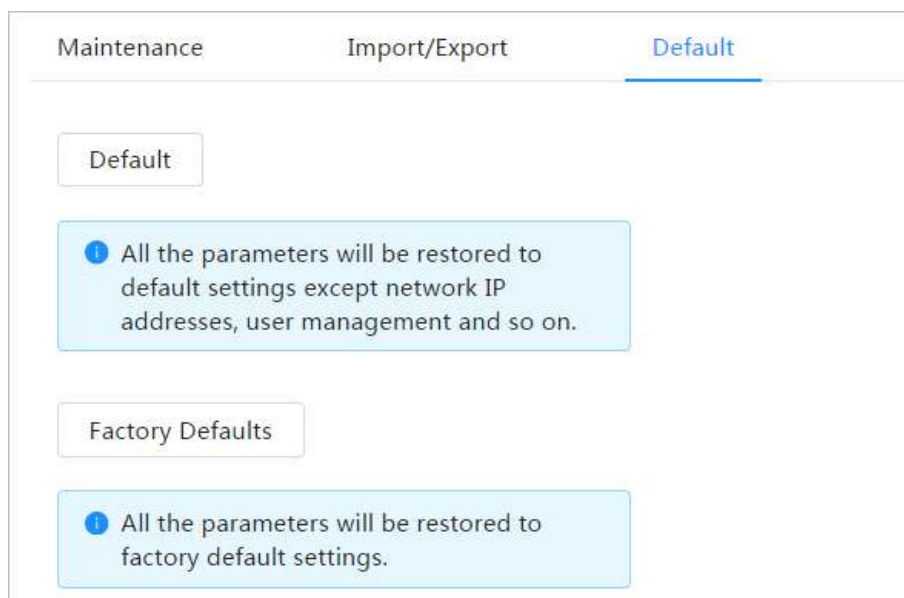 Maintenance Import/Export Default
Default
All the parameters will be restored to
default settings except network IP
addresses, user management and so on.
Factory Defaults
All the parameters will be restored to
factory default settings.